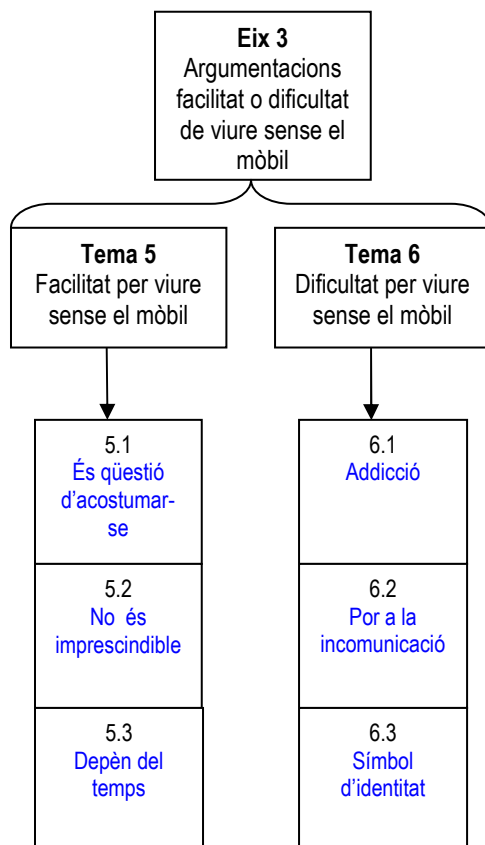 Eix 3
Argumentacions
facilitat o dificultat
de viure sense el
mòbil
Tema 5
Facilitat per viure
sense el mòbil
Tema 6
Dificultat per viure
sense el mòbil
5.1
És qüestió
d'acostumar-
se
5.2
No és
imprescindible
5.3
Depèn del
temps
6.1
Addicció
6.2
Por a la
incomunicació
6.3
Símbol
d'identitat